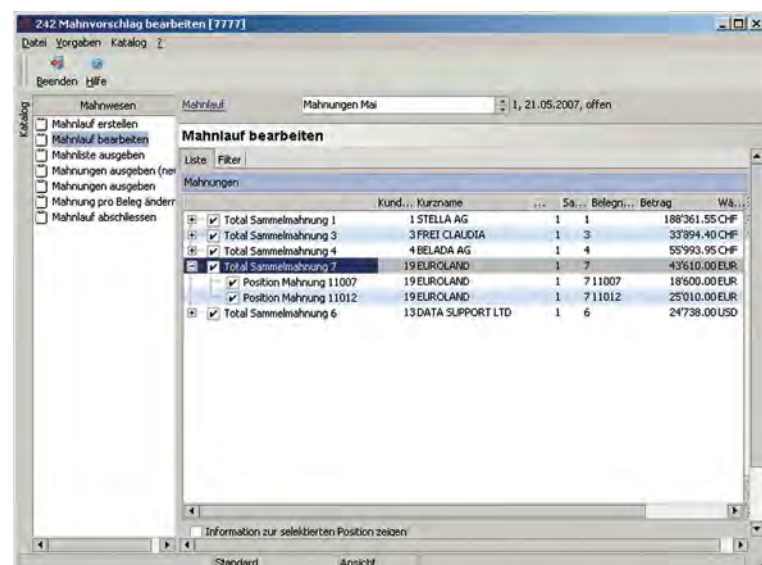 242 Mahnvorschlag bearbeiten [7777]
Datei Vorgaben Katalog ?
Beenden Hilfe
Katalog
Mahnwesen
Mahnlauf erstellen
Mahnlauf bearbeiten
Mahnliste ausgeben
Mahnungen ausgeben (ne
Mahnungen ausgeben
Mahnung pro Beleg änderr
Mahnlauf abschliessen
Mahnlauf Mahnungen Mai 1, 21.05.2007, offen
Mahnlauf bearbeiten
Liste Filter
Mahnungen
Kund... Kurzname ... Sa... Belegn... Betrag Wä...
Total Sammelmahnung 1 1 STELLA AG 1 1 188'361.55 CHF
Total Sammelmahnung 3 3 FREI CLAUDIA 1 3 33'894.40 CHF
Total Sammelmahnung 4 4 BELADA AG 1 4 55'993.95 CHF
Total Sammelmahnung 7 19 EUROLAND 1 7 43'610.00 EUR
Position Mahnung 11007 19 EUROLAND 1 7 11007 18'600.00 EUR
Position Mahnung 11012 19 EUROLAND 1 7 11012 25'010.00 EUR
Total Sammelmahnung 6 13 DATA SUPPORT LTD 1 6 24'738.00 USD
Information zur selektierten Position zeigen
Standard Ansicht